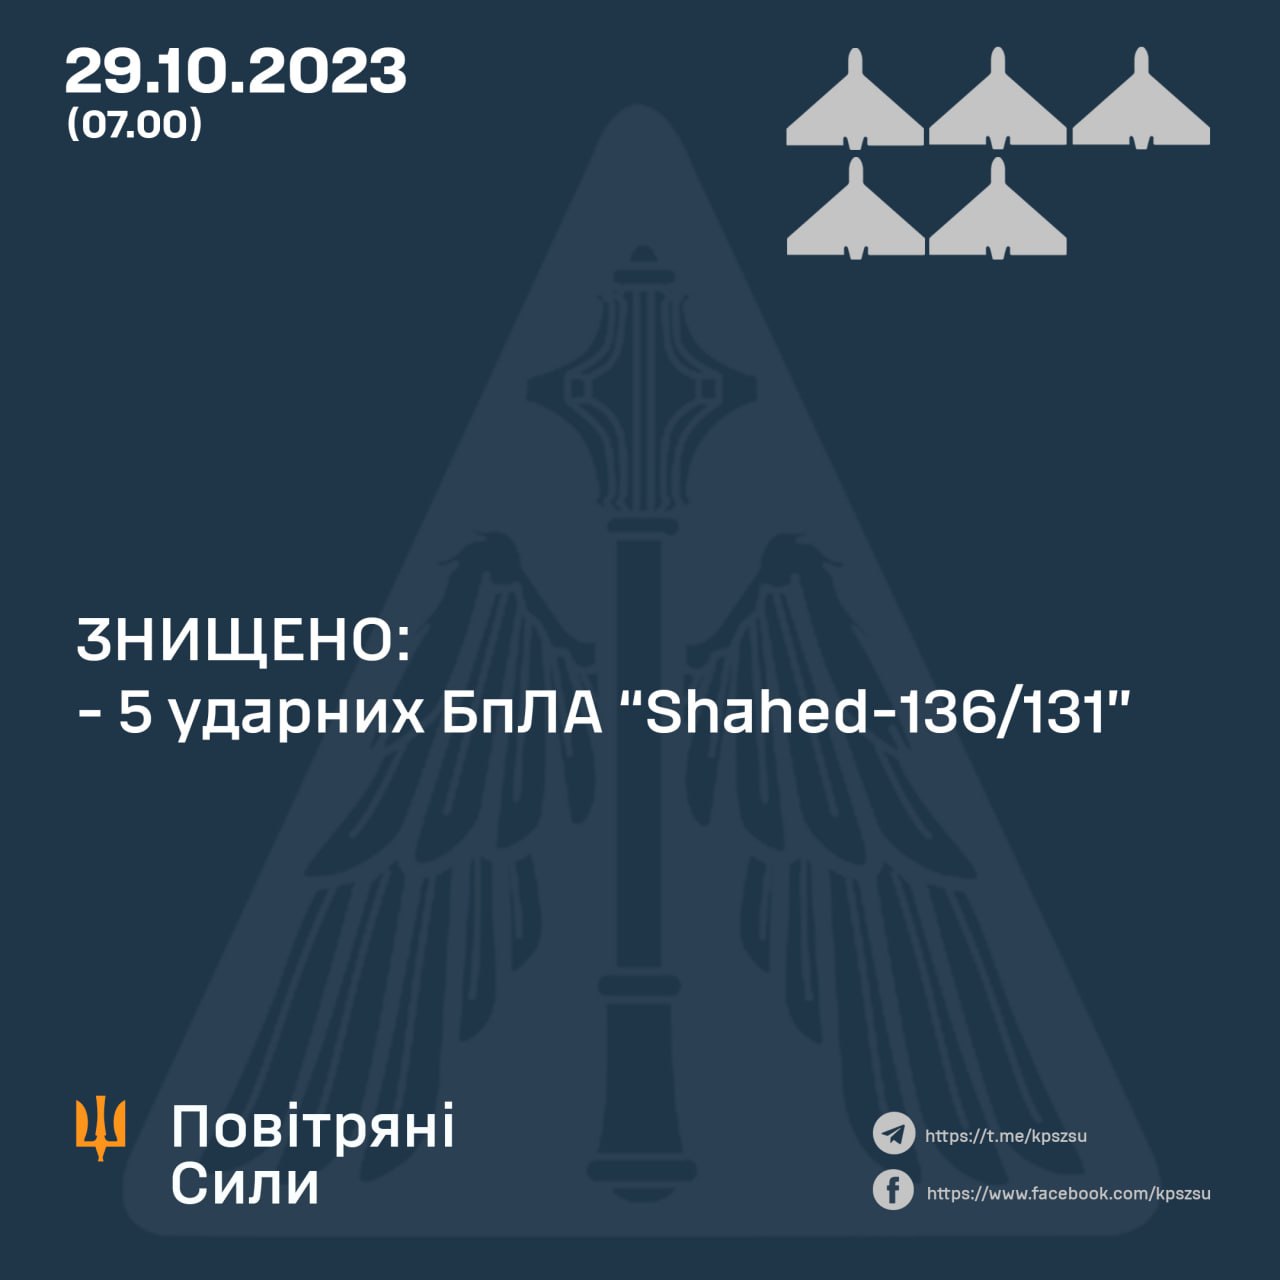 29.10.2023
(07.00)
ЗНИЩЕНО:
- 5 ударних БпЛА “Shahed-136/131”
Повітряні
Сили
https://t.me/kpszsu
https://www.facebook.com/kpszsu